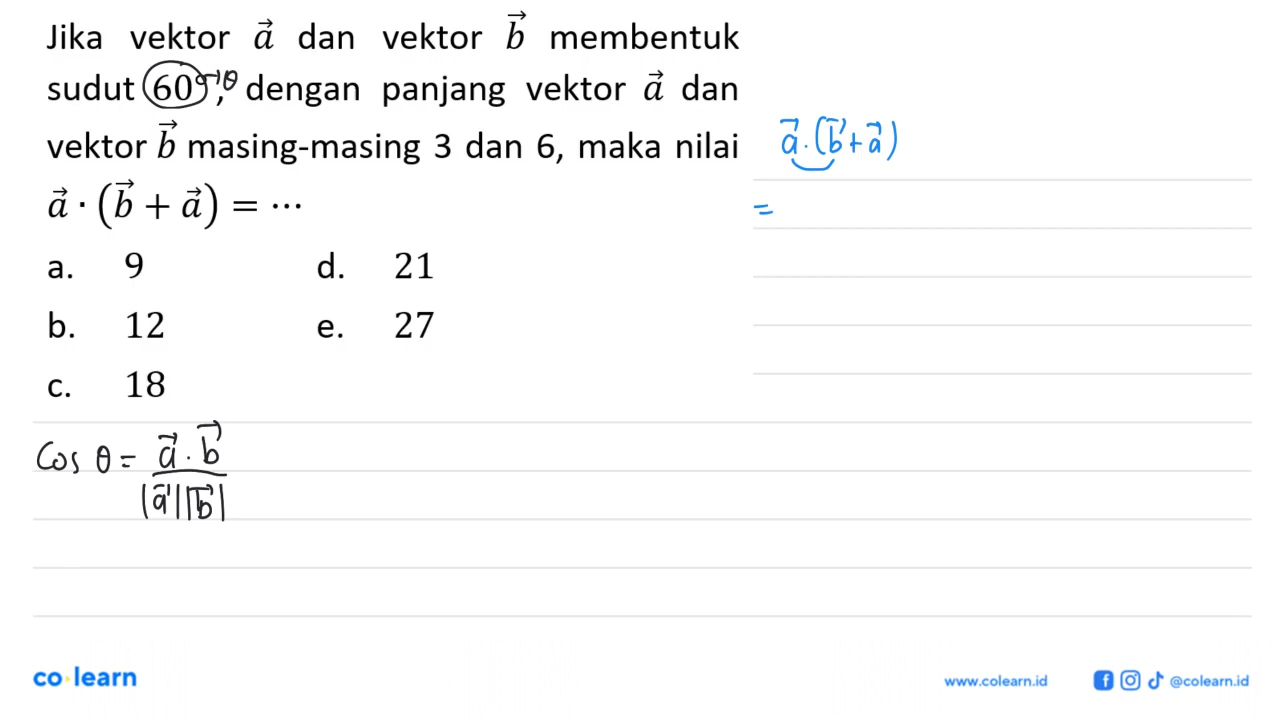 Jika vektor a⃗ dan vektor b⃗ membentuk
sudut 60°, → θ dengan panjang vektor a⃗ dan
vektor b⃗ masing-masing 3 dan 6, maka nilai
a⃗ · (b⃗ + a⃗) = ⋯
a. 9 d. 21
b. 12 e. 27
c. 18
a⃗ · (b⃗ + a⃗)
=
Cos θ = a⃗ · b⃗
|a⃗| |b⃗|
co·learn
www.colearn.id @colearn.id